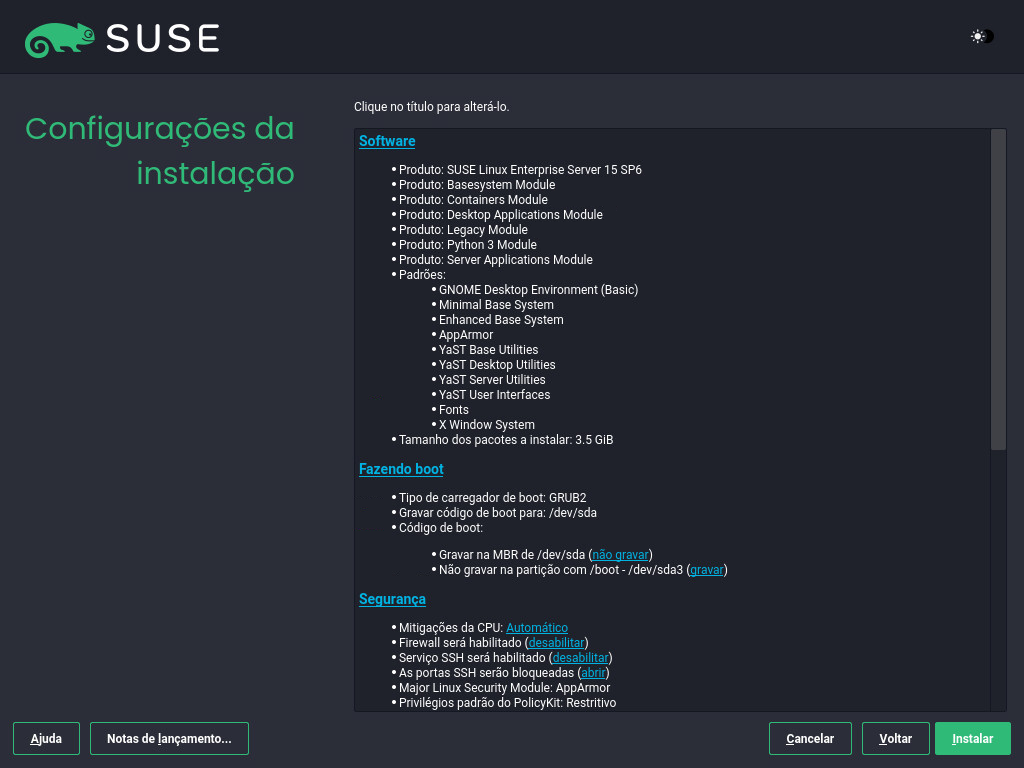 SUSE
Configurações da
instalação
Clique no título para alterá-lo.
Software
• Produto: SUSE Linux Enterprise Server 15 SP6
• Produto: Basesystem Module
• Produto: Containers Module
• Produto: Desktop Applications Module
• Produto: Legacy Module
• Produto: Python 3 Module
• Produto: Server Applications Module
• Padrões:
• GNOME Desktop Environment (Basic)
• Minimal Base System
• Enhanced Base System
• AppArmor
• YaST Base Utilities
• YaST Desktop Utilities
• YaST Server Utilities
• YaST User Interfaces
• Fonts
• X Window System
• Tamanho dos pacotes a instalar: 3.5 GiB
Fazendo boot
• Tipo de carregador de boot: GRUB2
• Gravar código de boot para: /dev/sda
• Código de boot:
• Gravar na MBR de /dev/sda (não gravar)
• Não gravar na partição com /boot - /dev/sda3 (gravar)
Segurança
• Mitigações da CPU: Automático
• Firewall será habilitado (desabilitar)
• Serviço SSH será habilitado (desabilitar)
• As portas SSH serão bloqueadas (abrir)
• Major Linux Security Module: AppArmor
• Privilégios padrão do PolicyKit: Restritivo
Ajuda
Notas de lançamento...
Cancelar
Voltar
Instalar